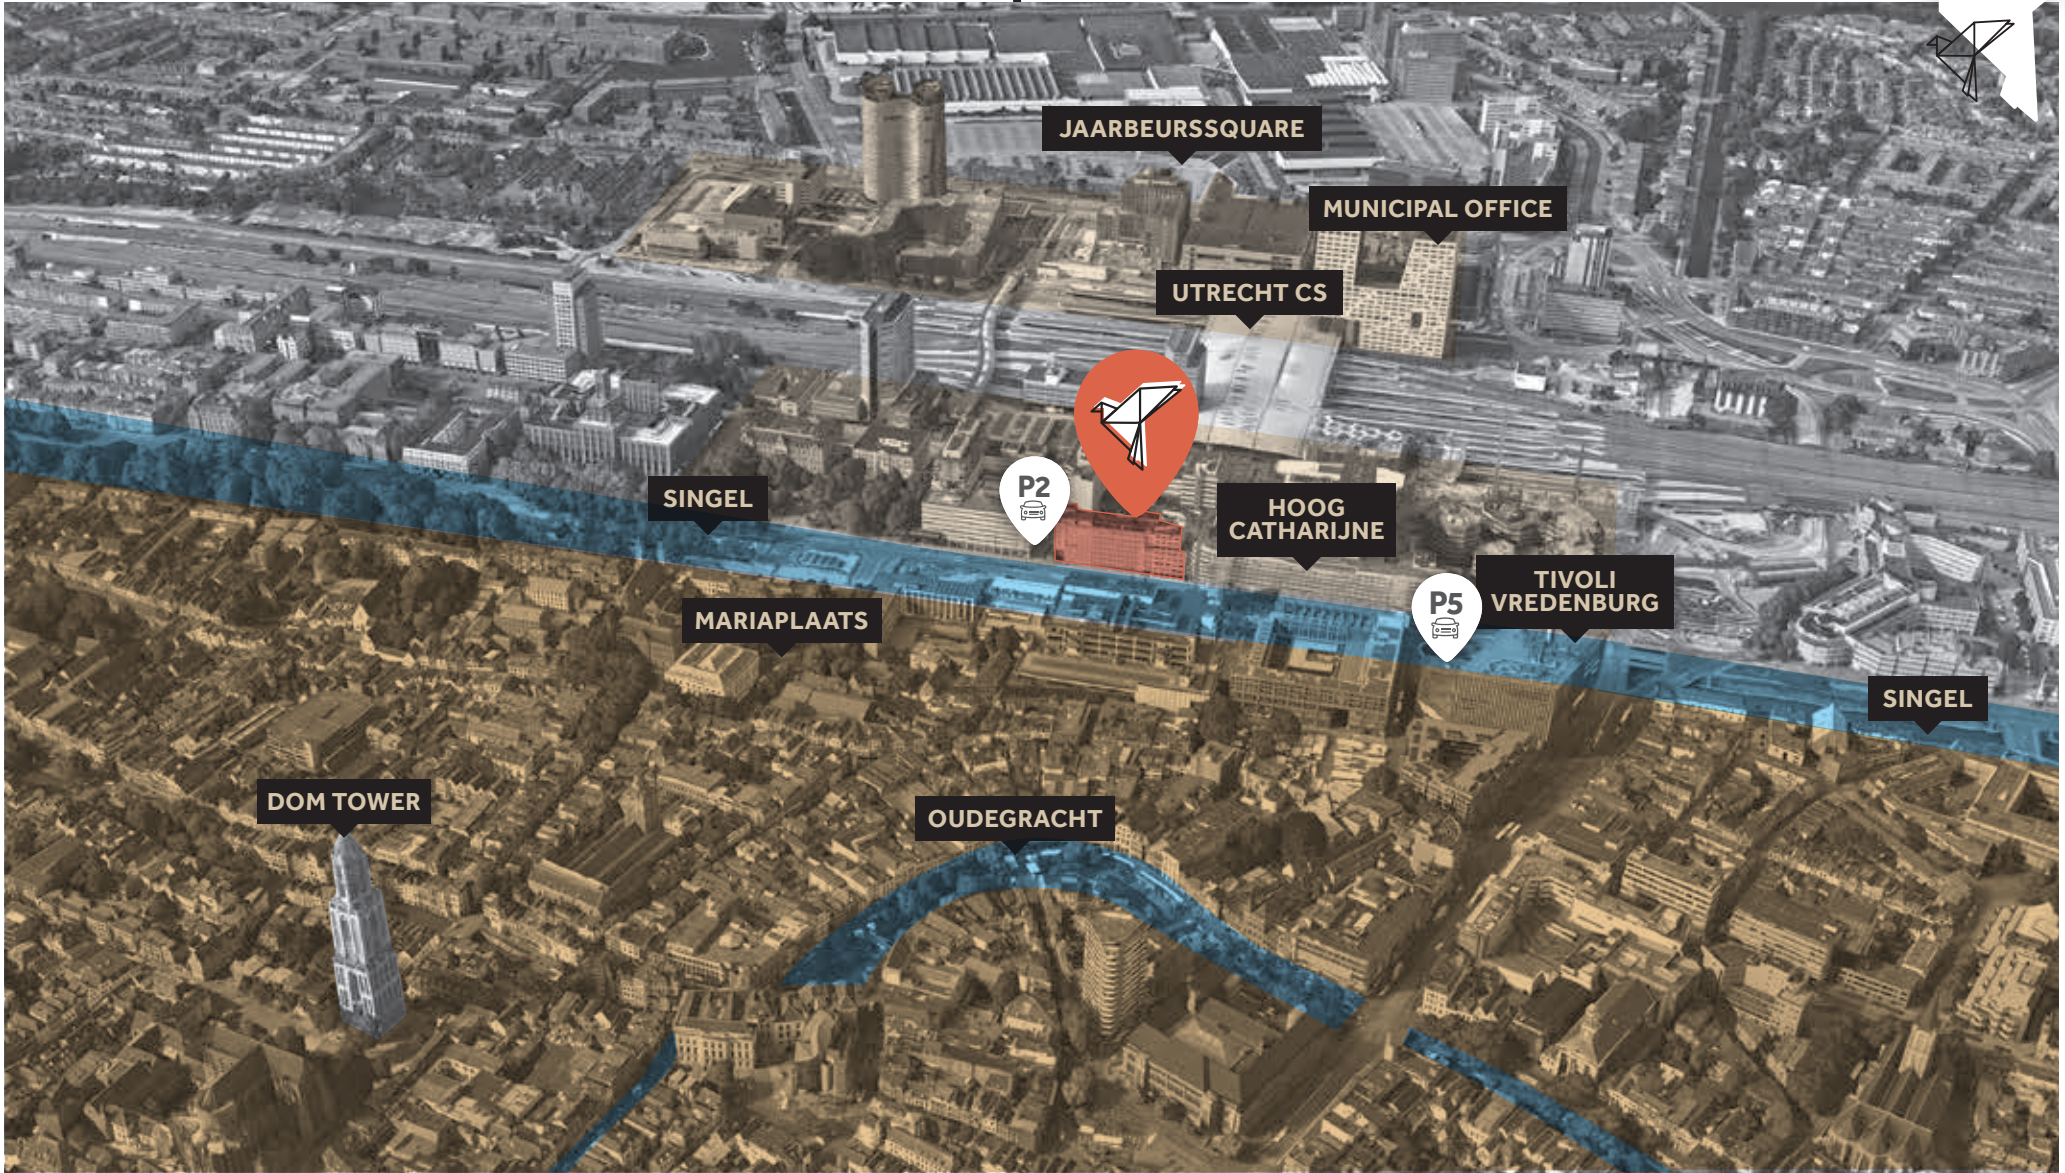 JAARBEURSSQUARE
MUNICIPAL OFFICE
UTRECHT CS
P2
SINGEL
HOOG
CATHARIJNE
TIVOLI
VREDENBURG
P5
MARIAPLAATS
SINGEL
DOM TOWER
OUDEGRACHT